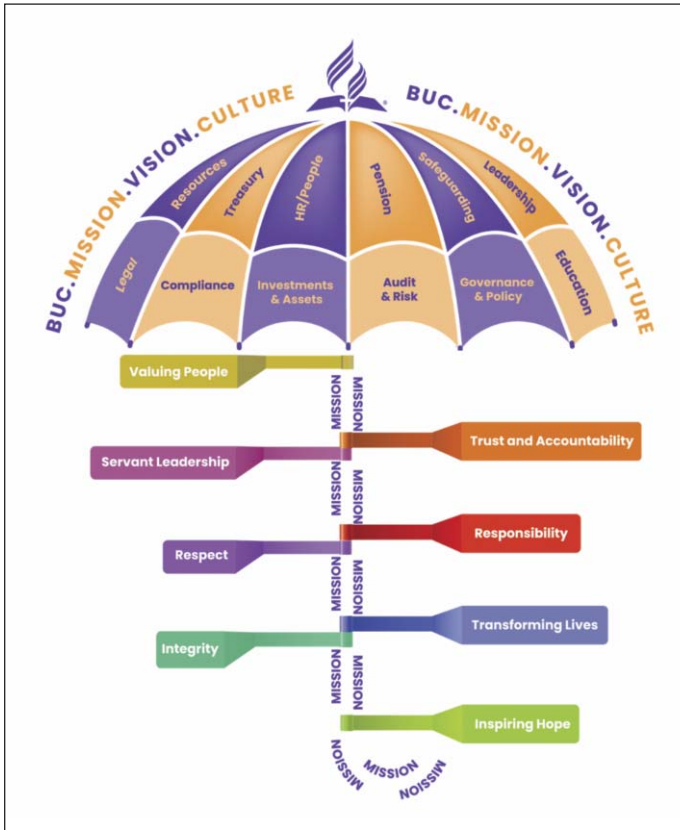 BUC.MISSION.VISION.CULTURE
BUC.MISSION.VISION.CULTURE
Resources
Treasury
HR/People
Pension
Safeguarding
Leadership
Legal
Compliance
Investments
& Assets
Audit
& Risk
Governance
& Policy
Education
Valuing People
MISSION
MISSION
Trust and Accountability
Servant Leadership
MISSION
MISSION
Responsibility
Respect
MISSION
MISSION
Transforming Lives
Integrity
MISSION
MISSION
Inspiring Hope
MISSION
MISSION
MISSION